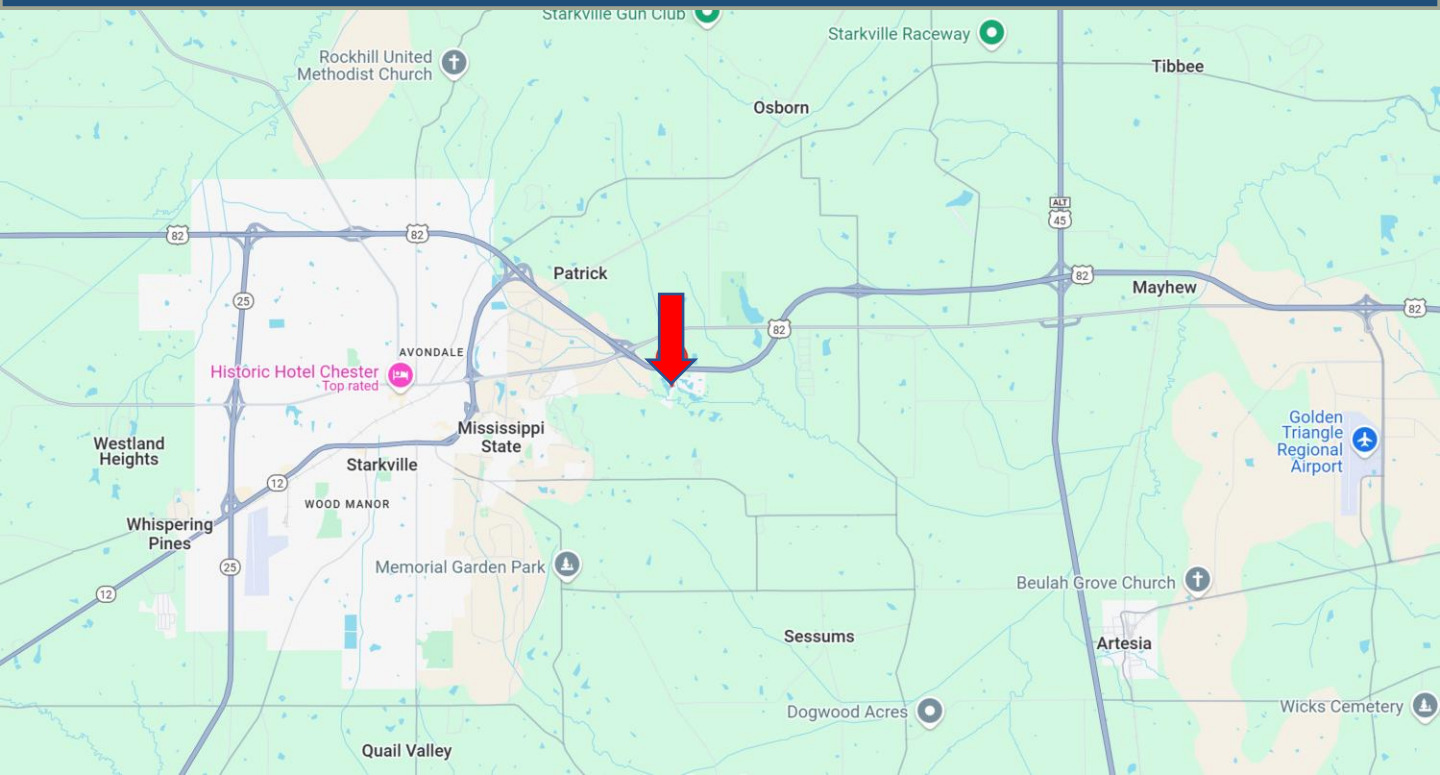 Starkville Gun Club
Starkville Raceway
Rockhill United
Methodist Church
Tibbee
Osborn
ALT
45
82
82
Patrick
82
Mayhew
25
82
82
AVONDALE
Historic Hotel Chester
Top rated
Mississippi
State
Golden
Triangle
Regional
Airport
Westland
Heights
Starkville
12
WOOD MANOR
Whispering
Pines
25
Memorial Garden Park
12
Beulah Grove Church
Sessums
Artesia
Dogwood Acres
Wicks Cemetery
Quail Valley